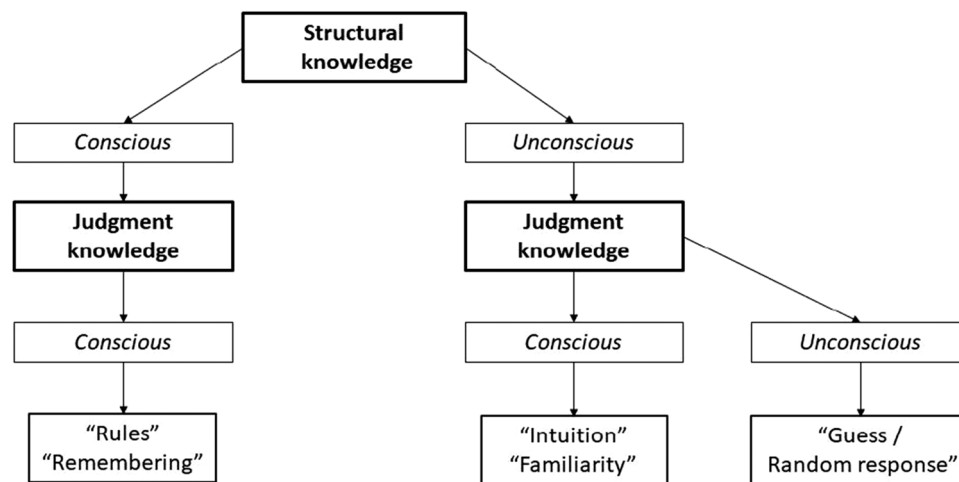 Structural
knowledge
Conscious
Unconscious
Judgment
knowledge
Judgment
knowledge
Conscious
Conscious
Unconscious
“Rules”
“Remembering”
“Intuition”
“Familiarity”
“Guess /
Random response”